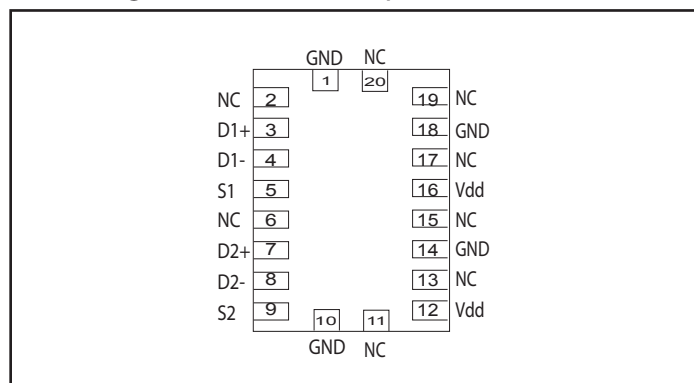 GND NC
1 20
NC 2 19 NC
D1+ 3 18 GND
D1- 4 17 NC
S1 5 16 Vdd
NC 6 15 NC
D2+ 7 14 GND
D2- 8 13 NC
S2 9 12 Vdd
10 11
GND NC